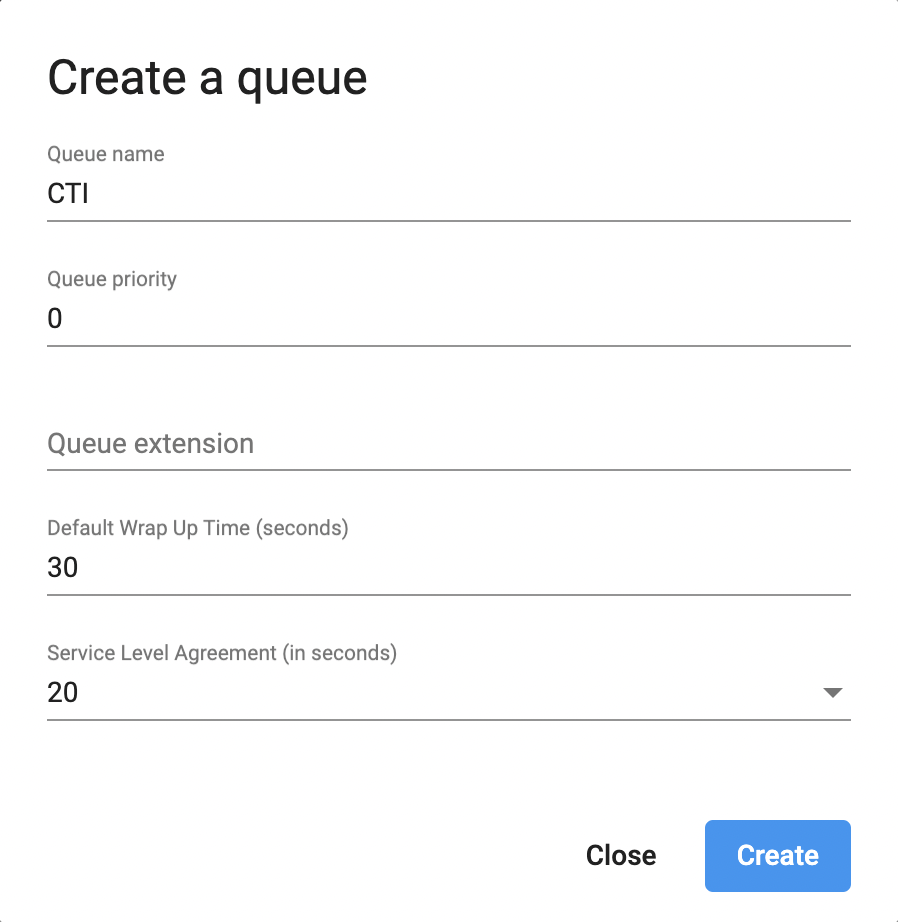 Create a queue
Queue name
CTI
Queue priority
0
Queue extension
Default Wrap Up Time (seconds)
30
Service Level Agreement (in seconds)
20
Close
Create